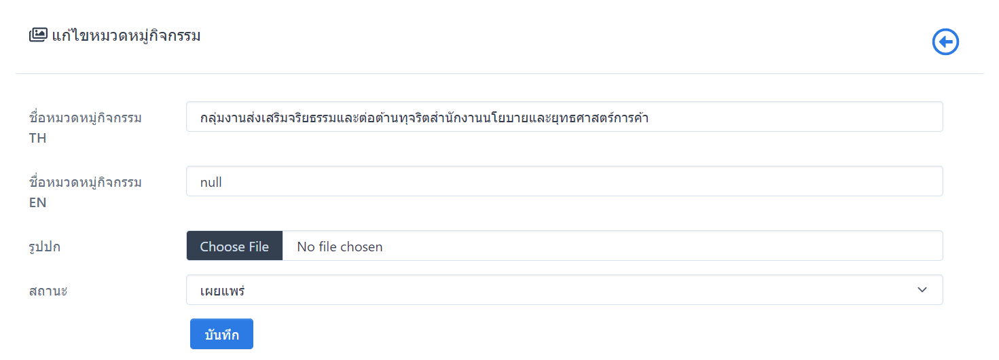 แก้ไขหมวดหมู่กิจกรรม
ชื่อหมวดหมู่กิจกรรม
TH
กลุ่มงานส่งเสริมจริยธรรมและต่อต้านทุจริตสำนักงานนโยบายและยุทธศาสตร์การค้า
ชื่อหมวดหมู่กิจกรรม
EN
null
รูปปก
Choose File No file chosen
สถานะ
เผยแพร่
บันทึก